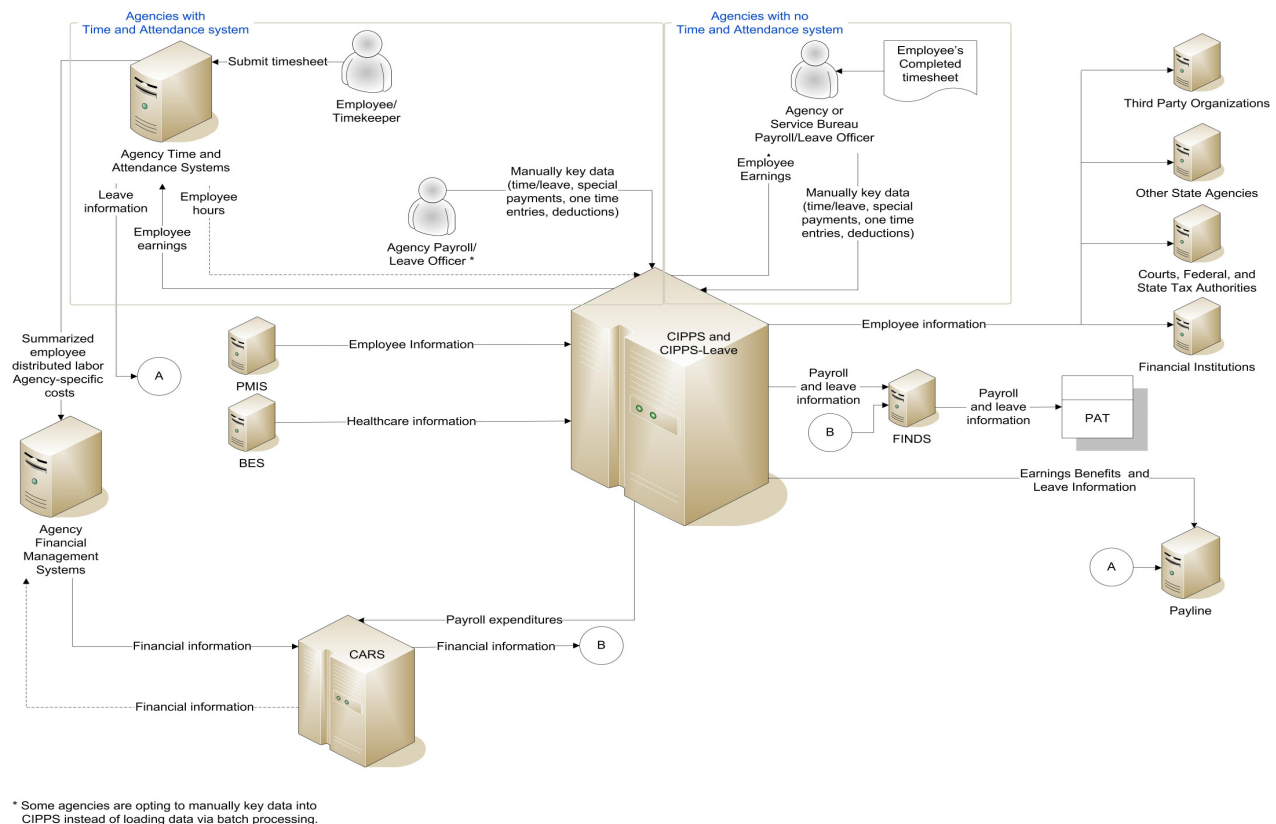 Agencies with
Time and Attendance system
Agencies with no
Time and Attendance system
Submit timesheet
Employee/
Timekeeper
Agency Time and
Attendance Systems
Leave
information
Employee
hours
Employee
earnings
Manually key data
(time/leave, special
payments, one time
entries, deductions)
Agency Payroll/
Leave Officer *
Employee's
Completed
timesheet
Agency or
Service Bureau
Payroll/Leave Officer
*
Employee
Earnings
Manually key data
(time/leave, special
payments, one time
entries, deductions)
Third Party Organizations
Other State Agencies
Courts, Federal, and
State Tax Authorities
Financial Institutions
Employee information
CIPPS and
CIPPS-Leave
Summarized
employee
distributed labor
Agency-specific
costs
A
PMIS
Employee Information
BES
Healthcare information
Payroll
and leave
information
B
FINDS
Payroll
and leave
information
PAT
Earnings Benefits and
Leave Information
A
Payline
Agency
Financial
Management
Systems
Payroll expenditures
Financial information
CARS
Financial information
B
Financial information
* Some agencies are opting to manually key data into
CIPPS instead of loading data via batch processing.